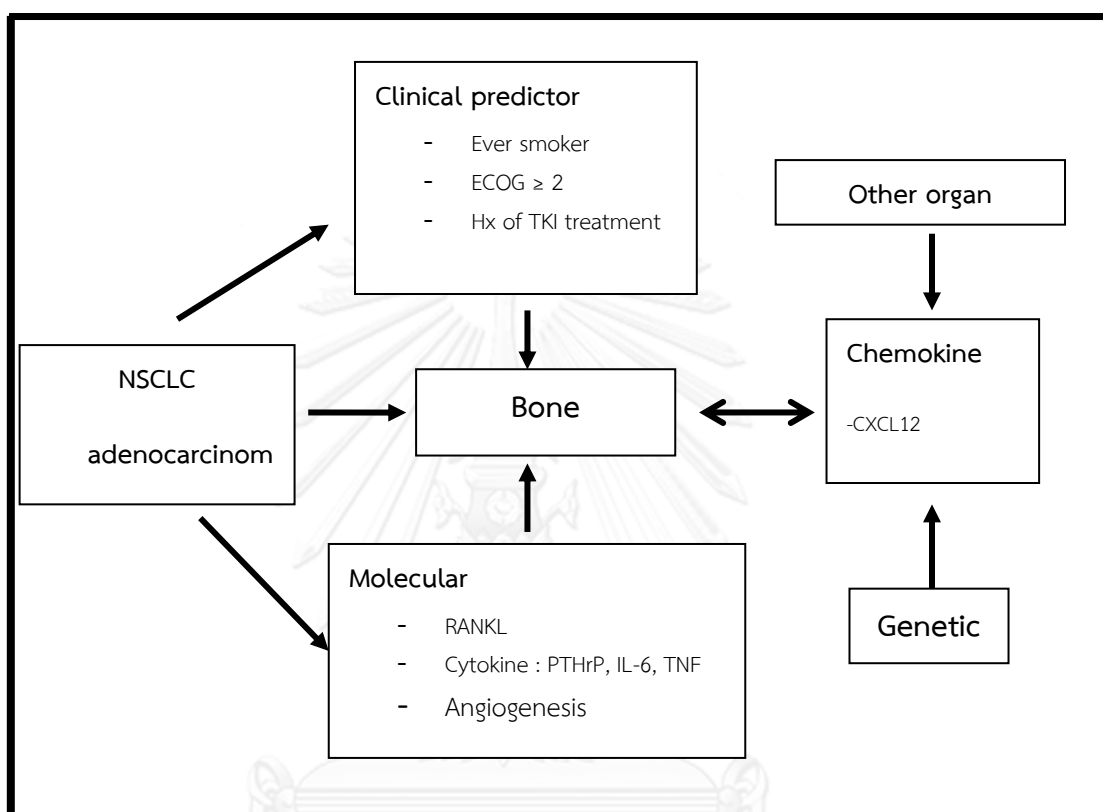 Clinical predictor
- Ever smoker
- ECOG ≥ 2
- Hx of TKI treatment
Other organ
NSCLC
adenocarcinom
Bone
Chemokine
-CXCL12
Molecular
- RANKL
- Cytokine : PTHrP, IL-6, TNF
- Angiogenesis
Genetic